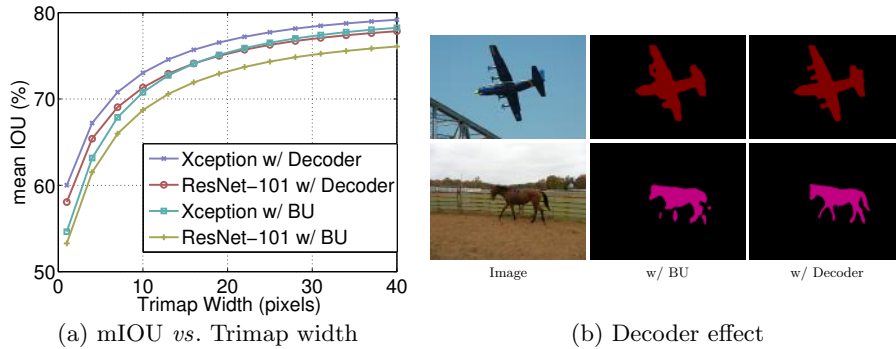 80
70
60
50
mean IOU (%)
Xception w/ Decoder
ResNet−101 w/ Decoder
Xception w/ BU
ResNet−101 w/ BU
0 10 20 30 40
Trimap Width (pixels)
(a) mIOU vs. Trimap width
Image w/ BU w/ Decoder
(b) Decoder effect